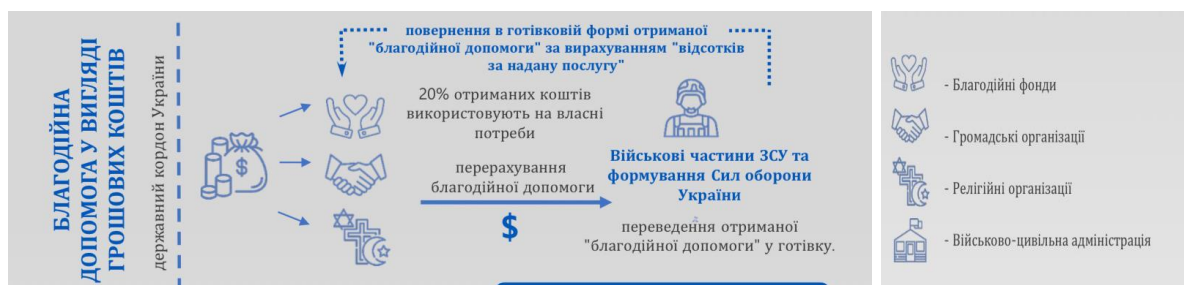 БЛАГОДІЙНА
ДОПОМОГА У ВИГЛЯДІ
ГРОШОВИХ КОШТІВ
державний кордон України
повернення в готівковій формі отриманої
"благодійної допомоги" за вирахуванням "відсотків
за надану послугу"
20% отриманих коштів
використовують на власні
потреби
перерахування
благодійної допомоги
$
$
Військові частини ЗСУ та
формування Сил оборони
України
переведення отриманої
"благодійної допомоги" у готівку.
- Благодійні фонди
- Громадські організації
- Релігійні організації
- Військово-цивільна адміністрація